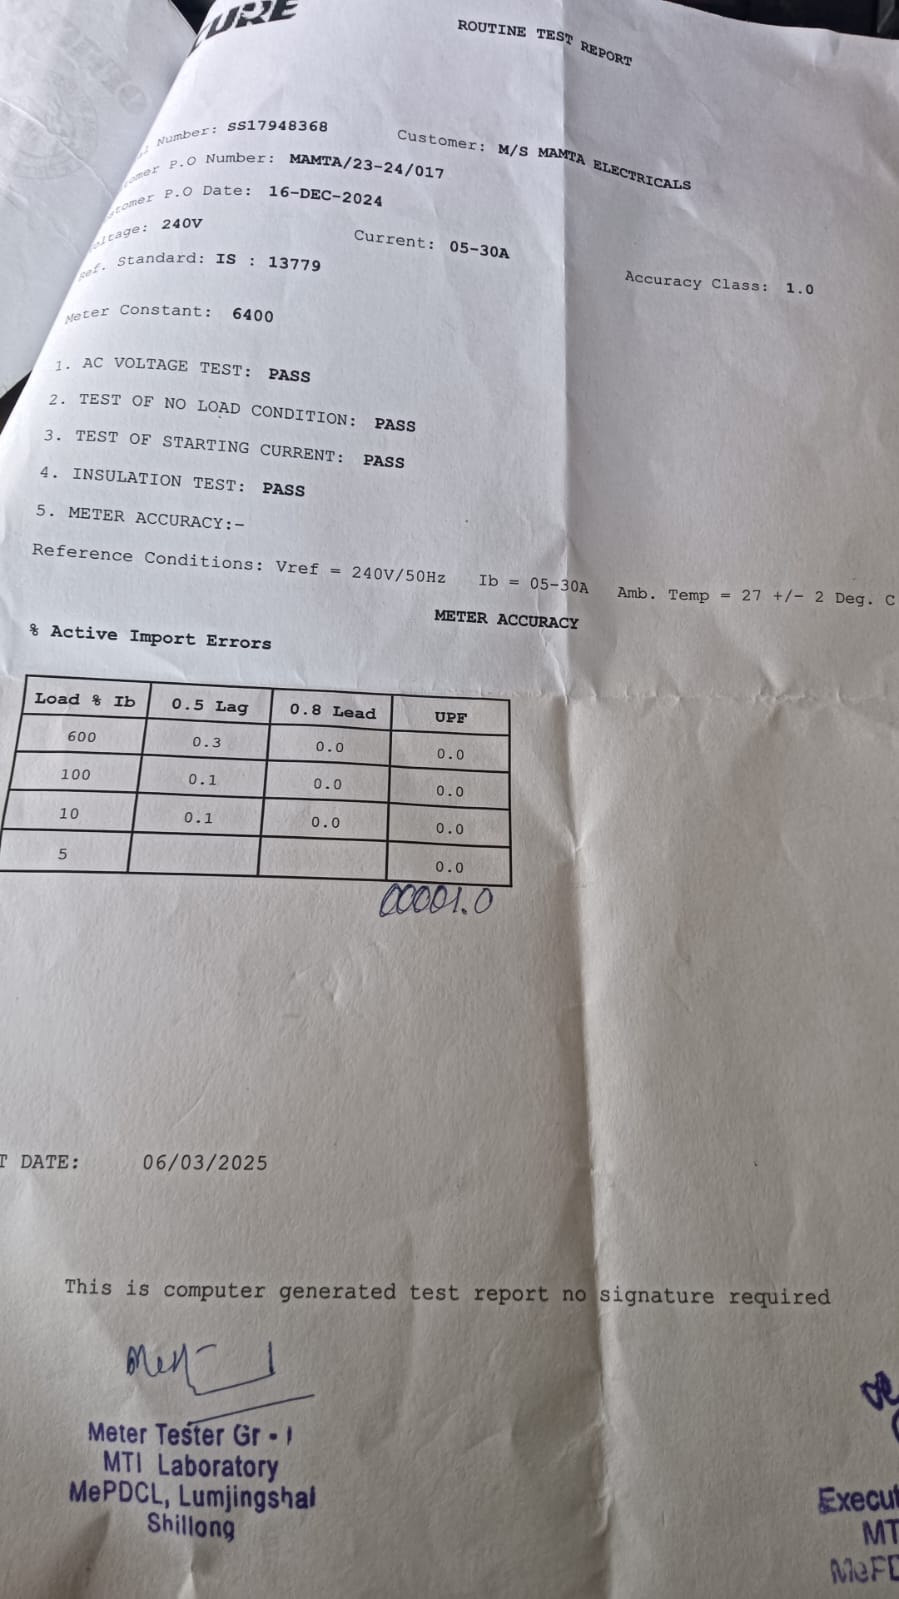 ROUTINE TEST REPORT
Number: SS17948368 Customer: M/S MAMTA ELECTRICALS
P.O Number: MAMTA/23-24/017
P.O Date: 16-DEC-2024
240V Current: 05-30A
Ref. Standard: IS : 13779 Accuracy Class: 1.0
Meter Constant: 6400
1. AC VOLTAGE TEST: PASS
2. TEST OF NO LOAD CONDITION: PASS
3. TEST OF STARTING CURRENT: PASS
4. INSULATION TEST: PASS
5. METER ACCURACY:-
Reference Conditions: Vref = 240V/50Hz Ib = 05-30A Amb. Temp = 27 +/- 2 Deg. C
METER ACCURACY
% Active Import Errors
Load % Ib 0.5 Lag 0.8 Lead UPF
600 0.3 0.0 0.0
100 0.1 0.0 0.0
10 0.1 0.0 0.0
5 0.0
00001.0
T DATE: 06/03/2025
This is computer generated test report no signature required
Meter Tester Gr - I
MTI Laboratory
MePDCL, Lumjingshai
Shillong
Execut
MT